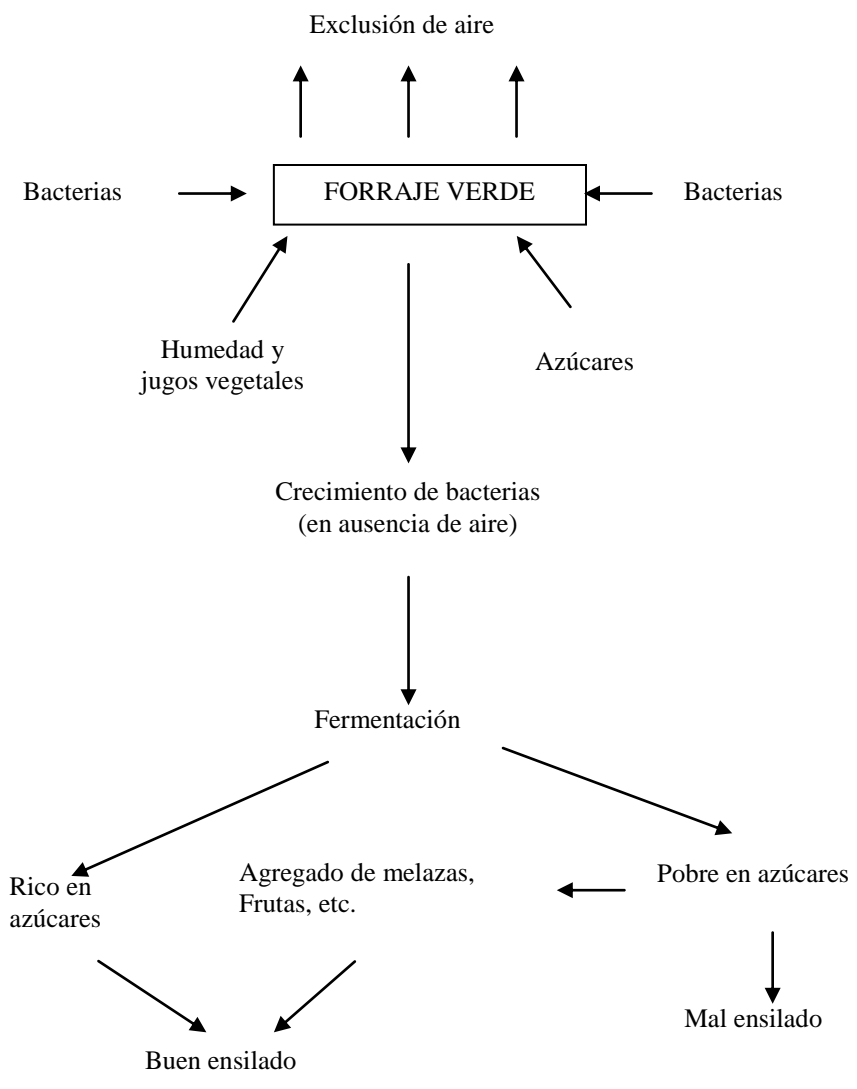 Exclusión de aire
Bacterias
FORRAJE VERDE
Bacterias
Humedad y
jugos vegetales
Azúcares
Crecimiento de bacterias
(en ausencia de aire)
Fermentación
Rico en
azúcares
Agregado de melazas,
Frutas, etc.
Pobre en azúcares
Mal ensilado
Buen ensilado